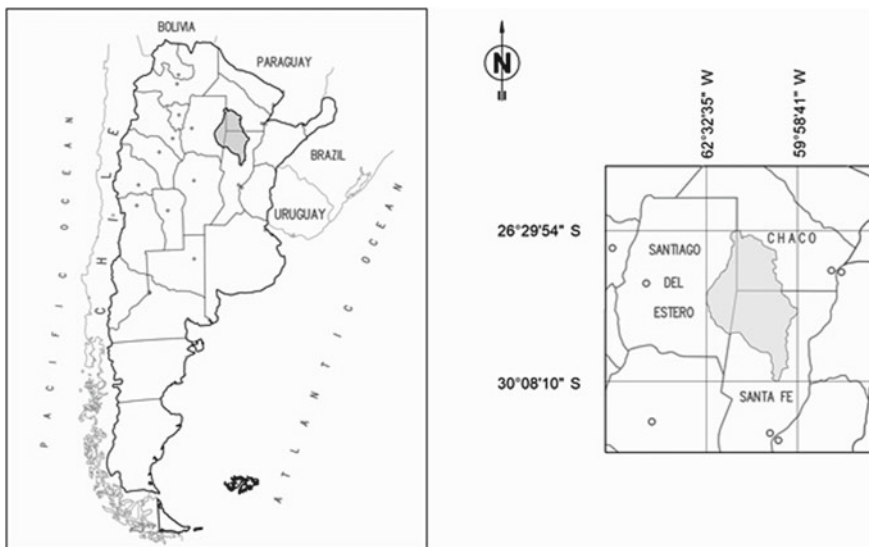 BOLIVIA
PARAGUAY
BRAZIL
URUGUAY
CHILE
PACIFIC OCEAN
ATLANTIC OCEAN
N
62°32'35" W
59°58'41" W
26°29'54" S
30°08'10" S
CHACO
SANTIAGO
DEL
ESTERO
SANTA FE